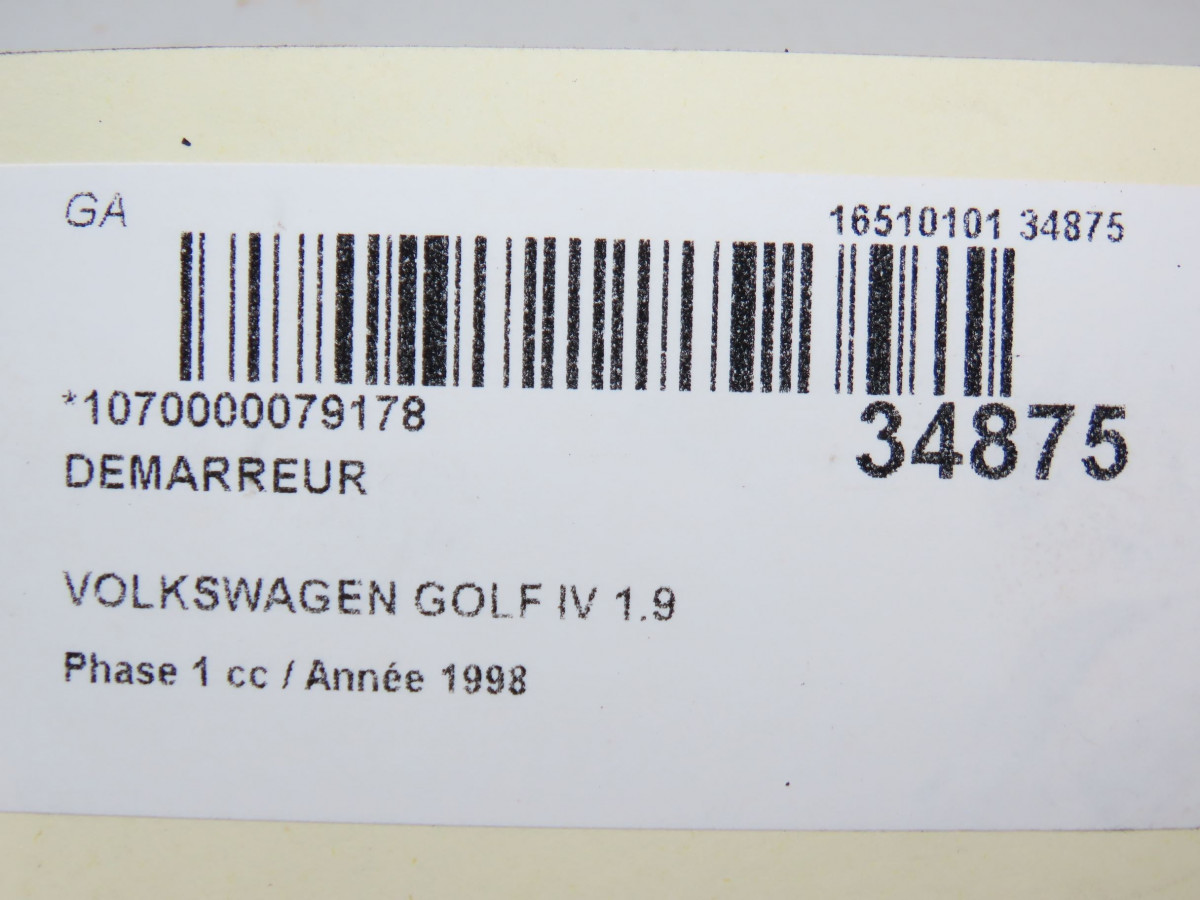 GA
16510101 34875
*1070000079178
34875
DEMARREUR
VOLKSWAGEN GOLF IV 1.9
Phase 1 cc / Année 1998